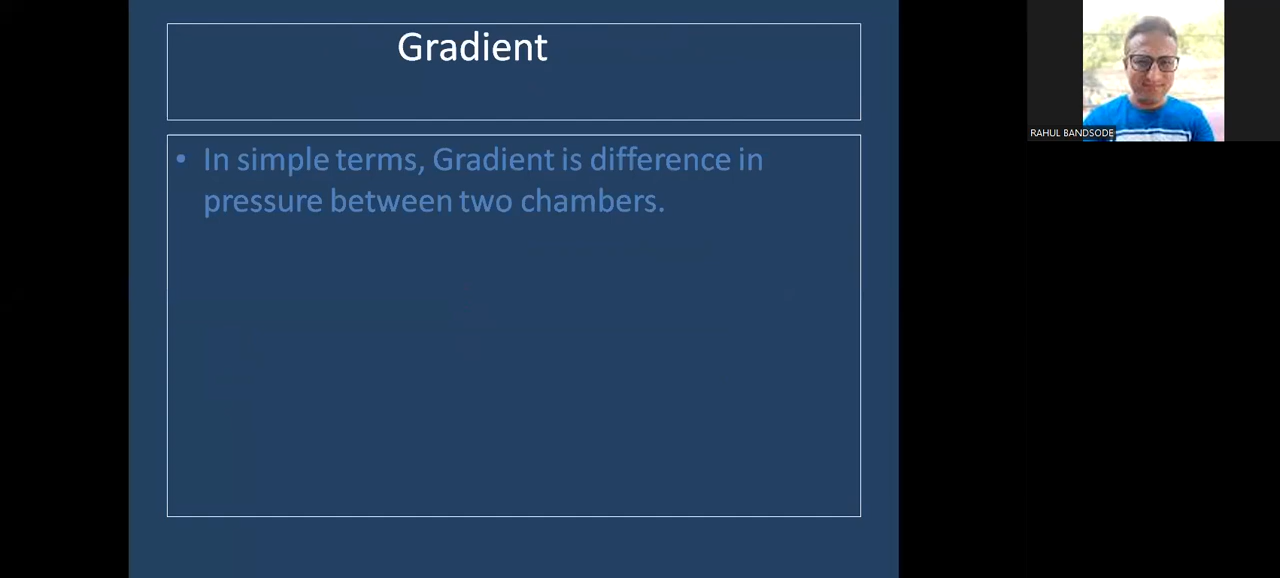 Gradient
• In simple terms, Gradient is difference in
pressure between two chambers.
RAHUL BANDSODE